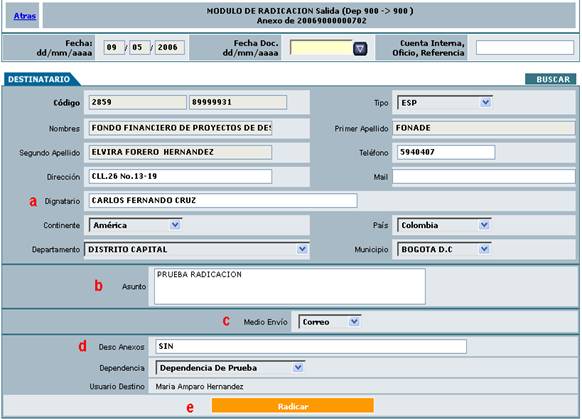 MODULO DE RADICACION Salida (Dep 900 -> 900 )
Atras
Anexo de 20069000000702
Fecha: dd/mm/aaaa 09 / 05 / 2006 Fecha Doc. dd/mm/aaaa Cuenta Interna, Oficio, Referencia
DESTINATARIO BUSCAR
Código 2859 89999931 Tipo ESP
Nombres FONDO FINANCIERO DE PROYECTOS DE DES Primer Apellido FONADE
Segundo Apellido ELVIRA FORERO HERNANDEZ Teléfono 5940407
Dirección CLL.26 No.13-19 Mail
a Dignatario CARLOS FERNANDO CRUZ
Continente América País Colombia
Departamento DISTRITO CAPITAL Municipio BOGOTA D.C
b Asunto PRUEBA RADICACION
c Medio Envío Correo
d Desc Anexos SIN
Dependencia Dependencia De Prueba
Usuario Destino Maria Amparo Hernandez
e Radicar